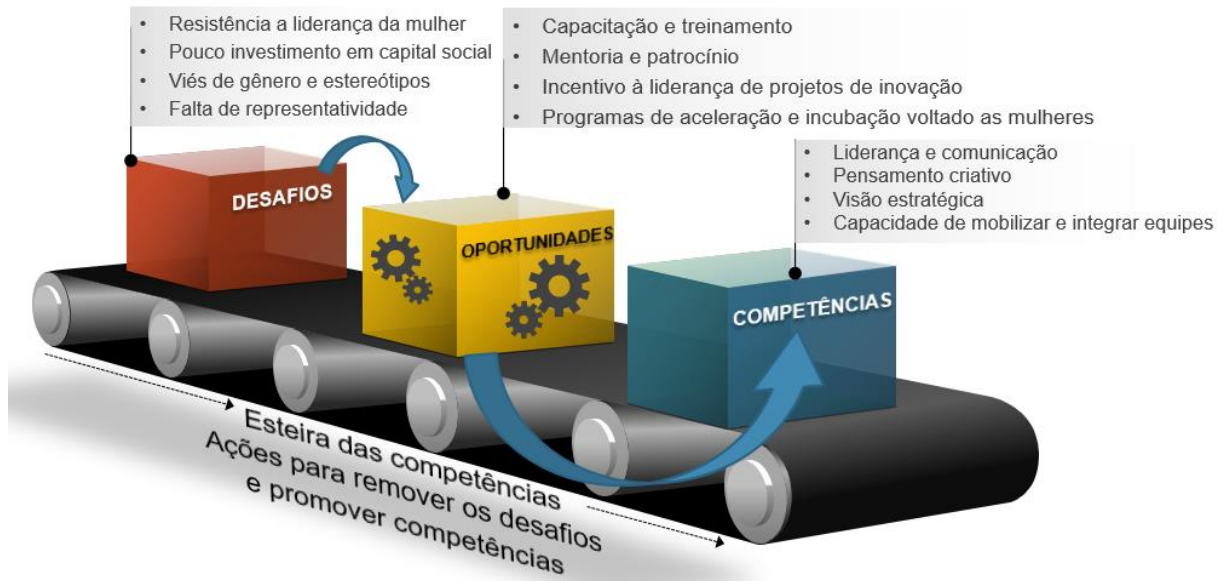 • Resistência a liderança da mulher
• Pouco investimento em capital social
• Viés de gênero e estereótipos
• Falta de representatividade
• Capacitação e treinamento
• Mentoria e patrocínio
• Incentivo à liderança de projetos de inovação
• Programas de aceleração e incubação voltado as mulheres
• Liderança e comunicação
• Pensamento criativo
• Visão estratégica
• Capacidade de mobilizar e integrar equipes
DESAFIOS
OPORTUNIDADES
COMPETÊNCIAS
Esteira das competências
Ações para remover os desafios
e promover competências